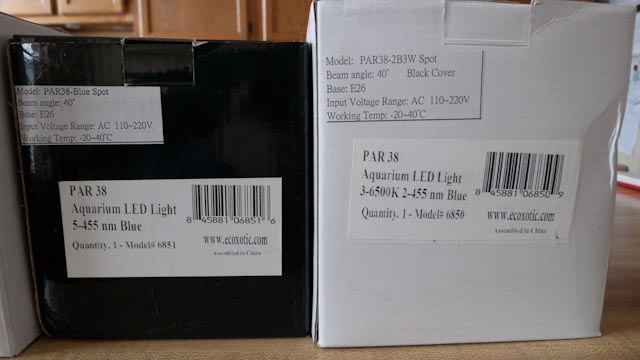 Model: PAR38-Blue Spot
Beam angle: 40°
Base: E26
Input Voltage Range: AC 110~220V
Working Temp: -20~40℃
PAR 38
Aquarium LED Light
5-455 nm Blue
Quantity. 1 - Model# 6851
8 45881 06851 6
www.ecoxotic.com
Assembled in China
Model: PAR38-2B3W Spot
Beam angle: 40° Black Cover
Base: E26
Input Voltage Range: AC 110~220V
Working Temp: -20~40℃
PAR 38
Aquarium LED Light
3-6500K 2-455 nm Blue
Quantity. 1 - Model# 6850
8 45881 06850 9
www.ecoxotic.com
Assembled in China